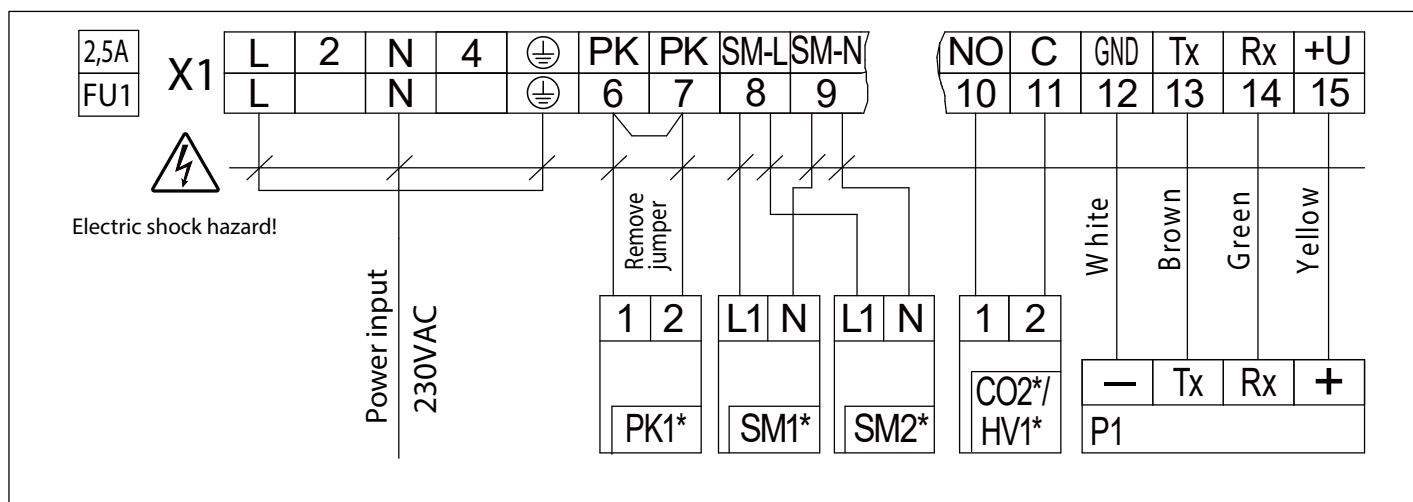 2,5A
FU1
X1
L 2 N 4 PK PK SM-L SM-N NO C GND Tx Rx +U
L N 6 7 8 9 10 11 12 13 14 15
Electric shock hazard!
Power input
230VAC
Remove
jumper
White
Brown
Green
Yellow
1 2
PK1*
L1 N
SM1*
L1 N
SM2*
1 2
CO2*/
HV1*
— Tx Rx +
P1